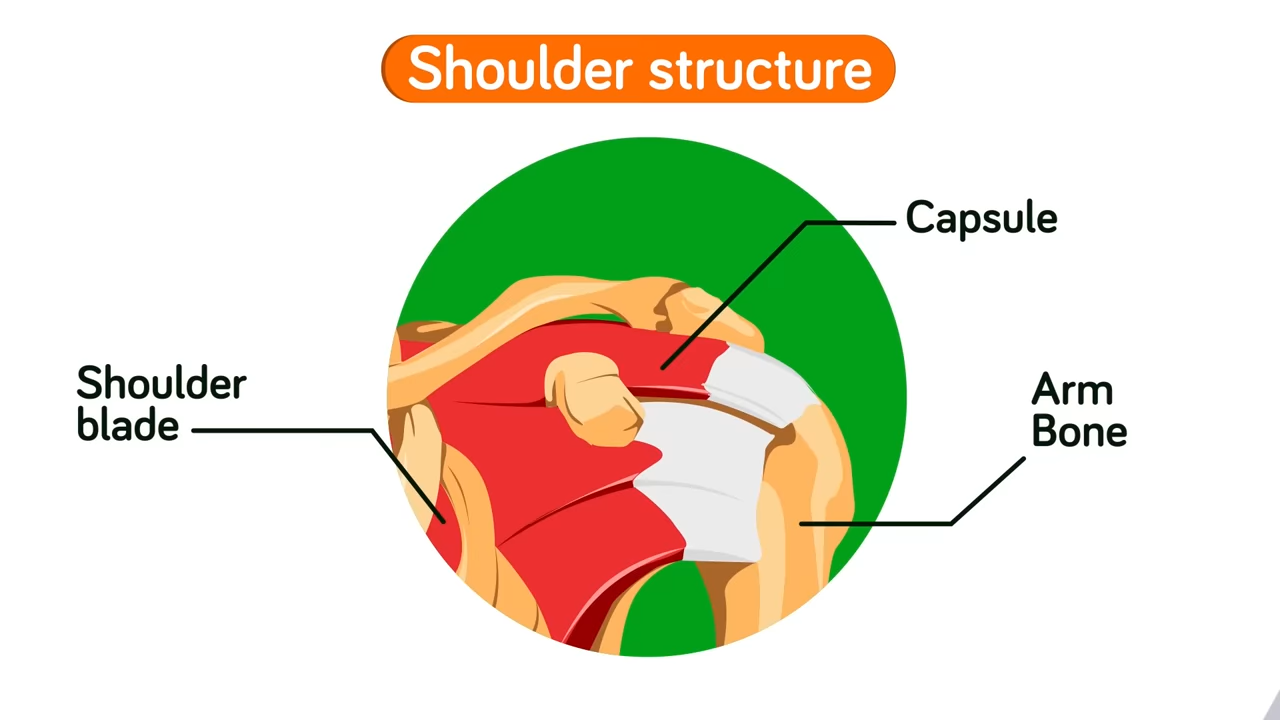 Shoulder structure
Capsule
Shoulder
blade
Arm
Bone